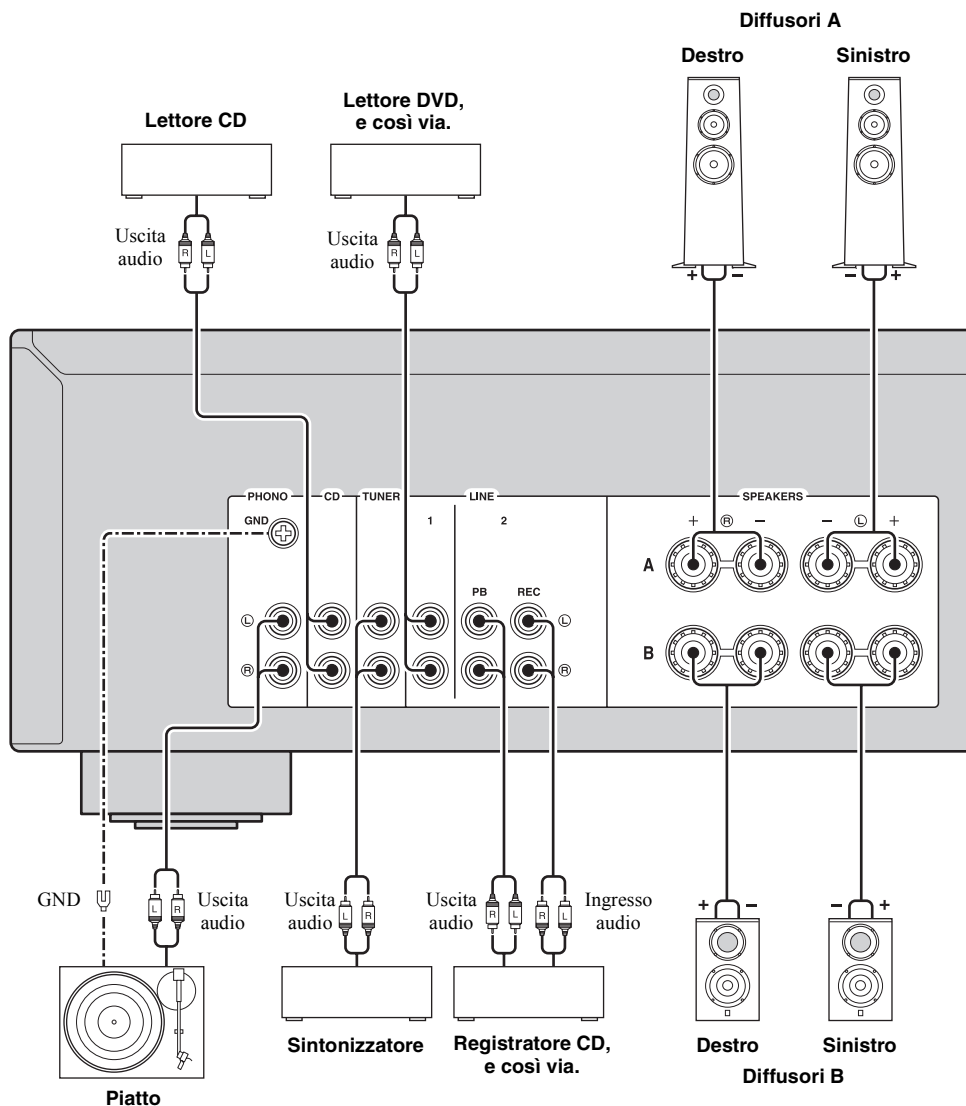 Diffusori A
Destro Sinistro
Lettore CD
Lettore DVD,
e così via.
Uscita
audio
R L
Uscita
audio
R L
+ − − +
PHONO CD TUNER LINE SPEAKERS
GND
1 2
+ R − − L +
A
PB REC
L L
R R
B
GND
L R
Uscita
audio
Uscita
audio
L R
Uscita
audio
R L
R L
Ingresso
audio
+ − − +
Piatto
Sintonizzatore
Registratore CD,
e così via.
Destro Sinistro
Diffusori B